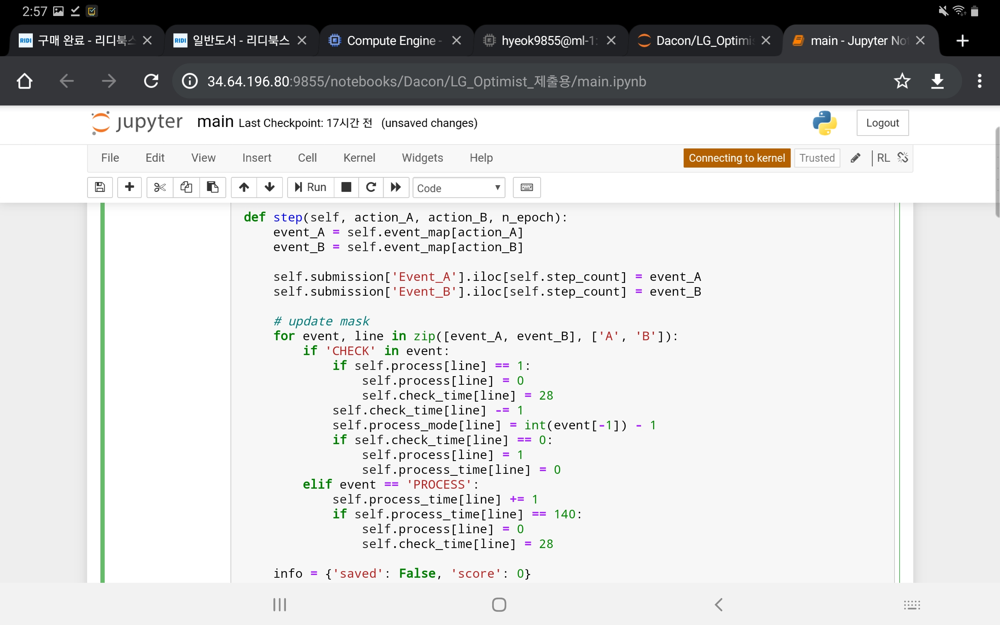 2:57
RIDI 구매 완료 - 리디북스
RIDI 일반도서 - 리디북스
Compute Engine -
hyeok9855@ml-1:
Dacon/LG_Optimi
main - Jupyter Not
34.64.196.80:9855/notebooks/Dacon/LG_Optimist_제출용/main.ipynb
jupyter main Last Checkpoint: 17시간 전 (unsaved changes)
Logout
File Edit View Insert Cell Kernel Widgets Help
Connecting to kernel Trusted RL
Run Code
def step(self, action_A, action_B, n_epoch):
    event_A = self.event_map[action_A]
    event_B = self.event_map[action_B]

    self.submission['Event_A'].iloc[self.step_count] = event_A
    self.submission['Event_B'].iloc[self.step_count] = event_B

    # update mask
    for event, line in zip([event_A, event_B], ['A', 'B']):
        if 'CHECK' in event:
            if self.process[line] == 1:
                self.process[line] = 0
                self.check_time[line] = 28
            self.check_time[line] -= 1
            self.process_mode[line] = int(event[-1]) - 1
            if self.check_time[line] == 0:
                self.process[line] = 1
                self.process_time[line] = 0
        elif event == 'PROCESS':
            self.process_time[line] += 1
            if self.process_time[line] == 140:
                self.process[line] = 0
                self.check_time[line] = 28

    info = {'saved': False, 'score': 0}